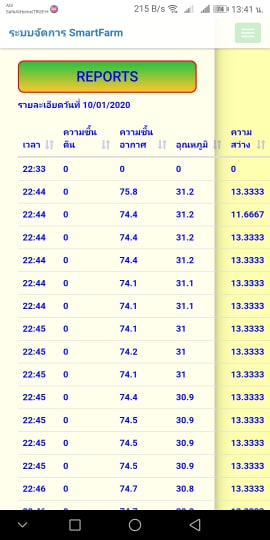 AIS
SafeAtHomeTH
215 B/s
13:41 น.
ระบบจัดการ SmartFarm
REPORTS
รายละเอียดวันที่ 10/01/2020
เวลา ความชื้นดิน ความชื้นอากาศ อุณหภูมิ ความสว่าง
22:33 0 0 0 0
22:44 0 75.8 31.2 13.3333
22:44 0 74.4 31.2 11.6667
22:44 0 74.4 31.2 13.3333
22:44 0 74.4 31.2 13.3333
22:44 0 74.1 31.1 13.3333
22:44 0 74.1 31.1 13.3333
22:45 0 74.1 31 13.3333
22:45 0 74.2 31 13.3333
22:45 0 74.1 31 13.3333
22:45 0 74.4 30.9 13.3333
22:45 0 74.5 30.9 13.3333
22:45 0 74.5 30.9 13.3333
22:45 0 74.5 30.9 13.3333
22:46 0 74.7 30.8 13.3333